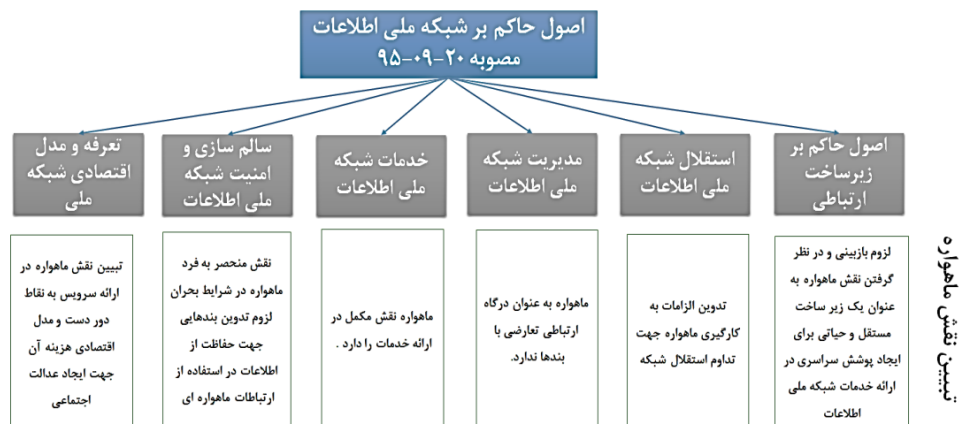 اصول حاکم بر شبکه ملی اطلاعات
مصوبه ۲۰-۰۹-۹۵
اصول حاکم بر
زیرساخت
ارتباطی
استقلال شبکه
ملی اطلاعات
مدیریت شبکه
ملی اطلاعات
خدمات شبکه
ملی اطلاعات
سالم سازی و
امنیت شبکه
ملی اطلاعات
تعرفه و مدل
اقتصادی شبکه
ملی
تبیین نقش ماهواره
لزوم بازبینی و در نظر
گرفتن نقش ماهواره به
عنوان یک زیر ساخت
مستقل و حیاتی برای
ایجاد پوشش سراسری در
ارائه خدمات شبکه ملی
اطلاعات
تدوین الزامات به
کارگیری ماهواره جهت
تداوم استقلال شبکه
ماهواره به عنوان درگاه
ارتباطی تعارضی با
بندها ندارد.
ماهواره نقش مکمل در
ارائه خدمات را دارد .
نقش منحصر به فرد
ماهواره در شرایط بحران
لزوم تدوین بندهایی
جهت حفاظت از
اطلاعات در استفاده از
ارتباطات ماهواره ای
تبیین نقش ماهواره در
ارائه سرویس به نقاط
دور دست و مدل
اقتصادی هزینه آن
جهت ایجاد عدالت
اجتماعی